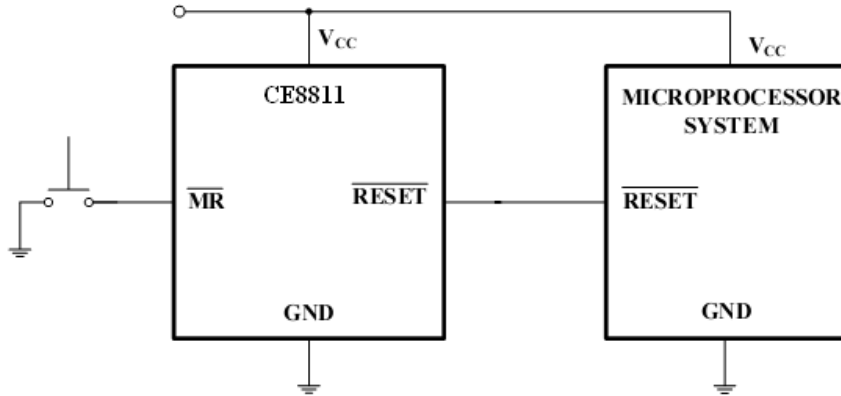 VCC
VCC
CE8811
MICROPROCESSOR
SYSTEM
MR
RESET
RESET
GND
GND